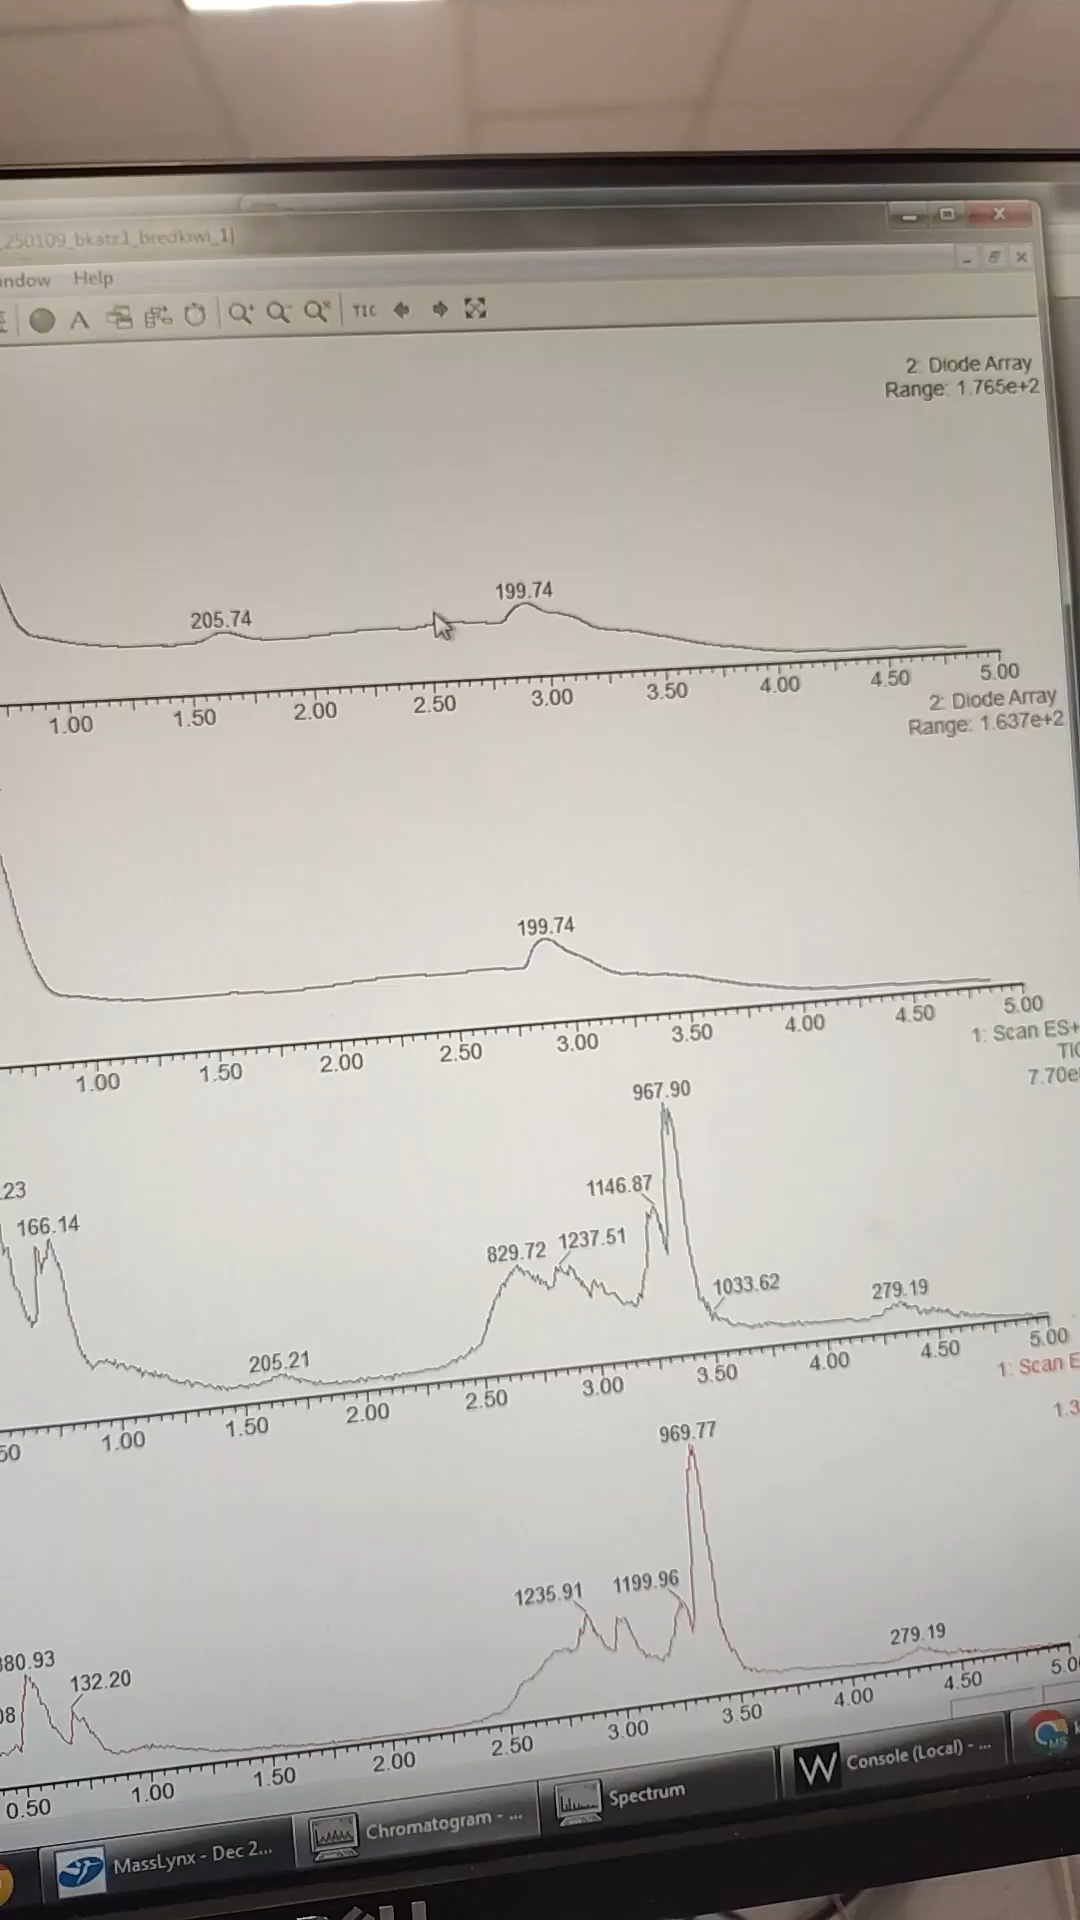 _250109_bkatz1_bredkiwi_1]
indow Help
A TIC
2: Diode Array
Range: 1.765e+2
199.74
205.74
1.00 1.50 2.00 2.50 3.00 3.50 4.00 4.50 5.00
2: Diode Array
Range: 1.637e+2
199.74
1.00 1.50 2.00 2.50 3.00 3.50 4.00 4.50 5.00
1: Scan ES+
TIC
7.70e
967.90
.23
166.14
1146.87
829.72
1237.51
1033.62
279.19
205.21
50 1.00 1.50 2.00 2.50 3.00 3.50 4.00 4.50 5.00
1: Scan E
1.3
969.77
1235.91
1199.96
380.93
132.20
08
279.19
0.50 1.00 1.50 2.00 2.50 3.00 3.50 4.00 4.50 5.00
MassLynx - Dec 2...
Chromatogram - ...
Spectrum
W Console (Local) - ...
MS